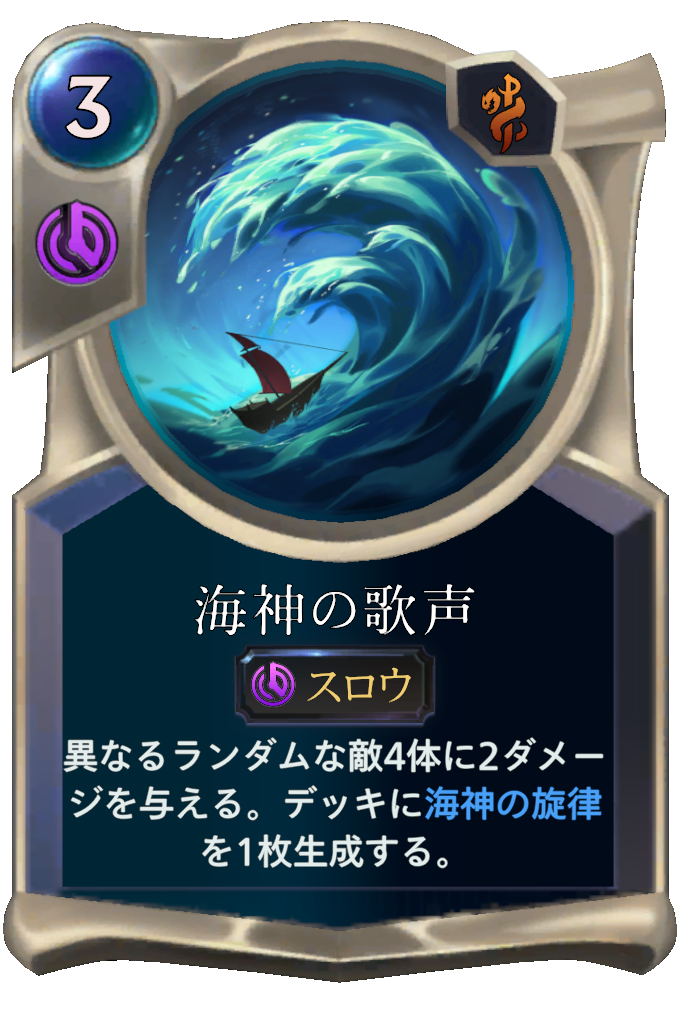 3
海神の歌声
スロウ
異なるランダムな敵4体に2ダメー
ジを与える。デッキに海神の旋律
を1枚生成する。